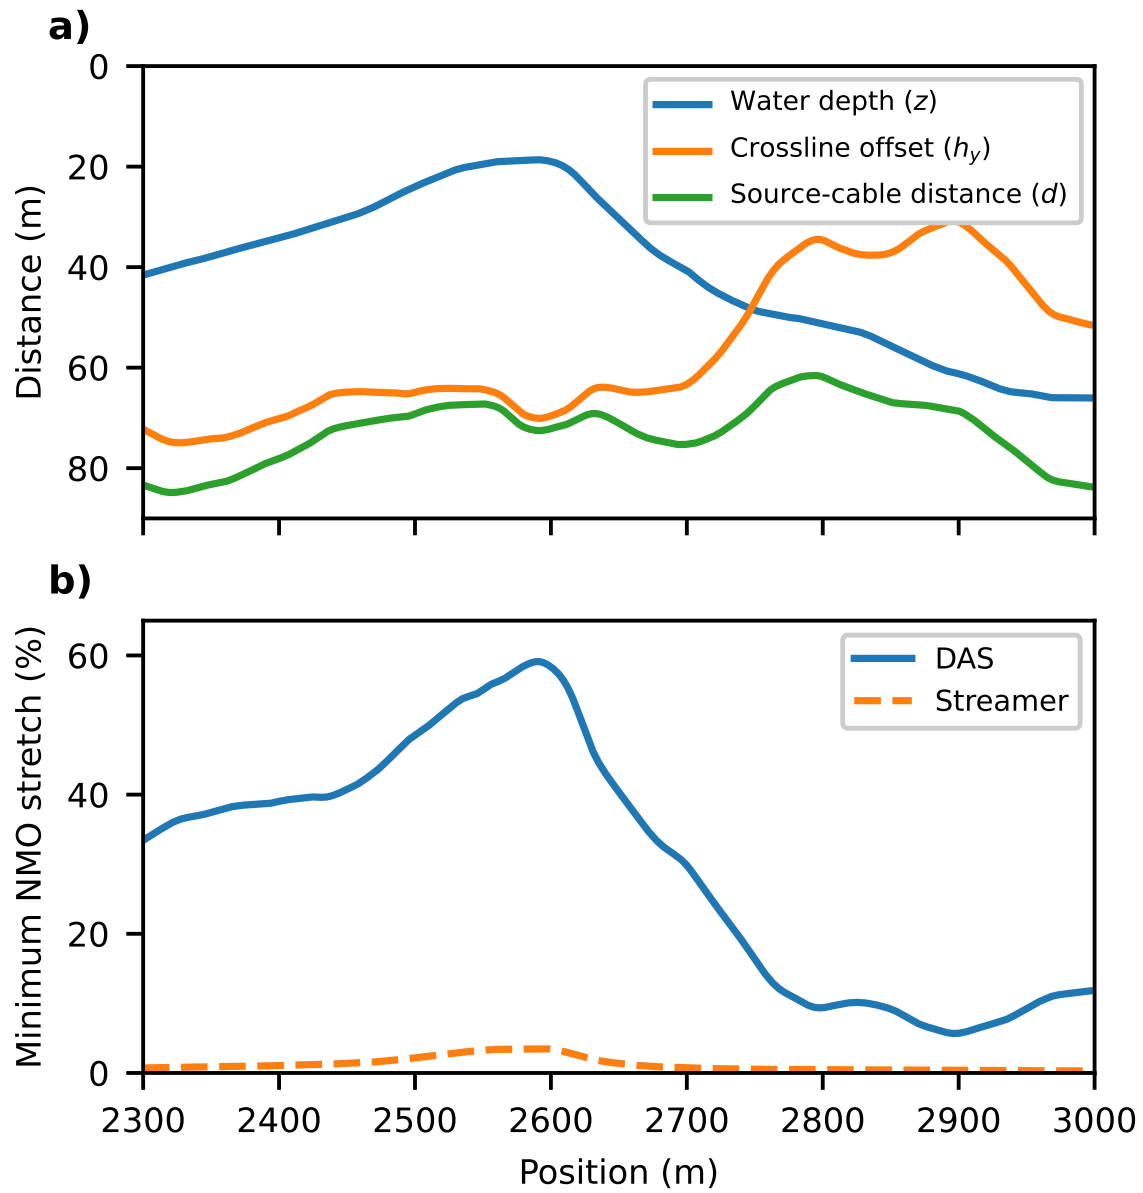 a)
0
20
40
60
80
Distance (m)
Water depth (z)
Crossline offset (h_y)
Source-cable distance (d)
b)
60
40
20
0
Minimum NMO stretch (%)
DAS
Streamer
2300 2400 2500 2600 2700 2800 2900 3000
Position (m)